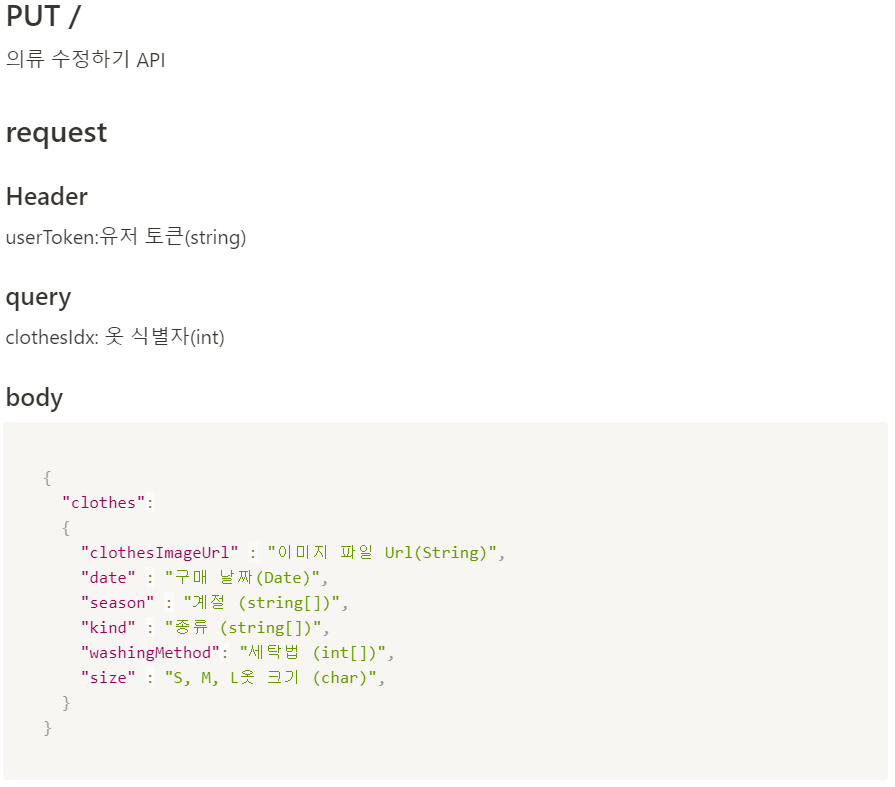 PUT /
의류 수정하기 API
request
Header
userToken:유저 토큰(string)
query
clothesIdx: 옷 식별자(int)
body
{
"clothes":
{
"clothesImageUrl" : "이미지 파일 Url(String)",
"date" : "구매 날짜(Date)",
"season" : "계절 (string[])",
"kind" : "종류 (string[])",
"washingMethod": "세탁법 (int[])",
"size" : "S, M, L옷 크기 (char)",
}
}